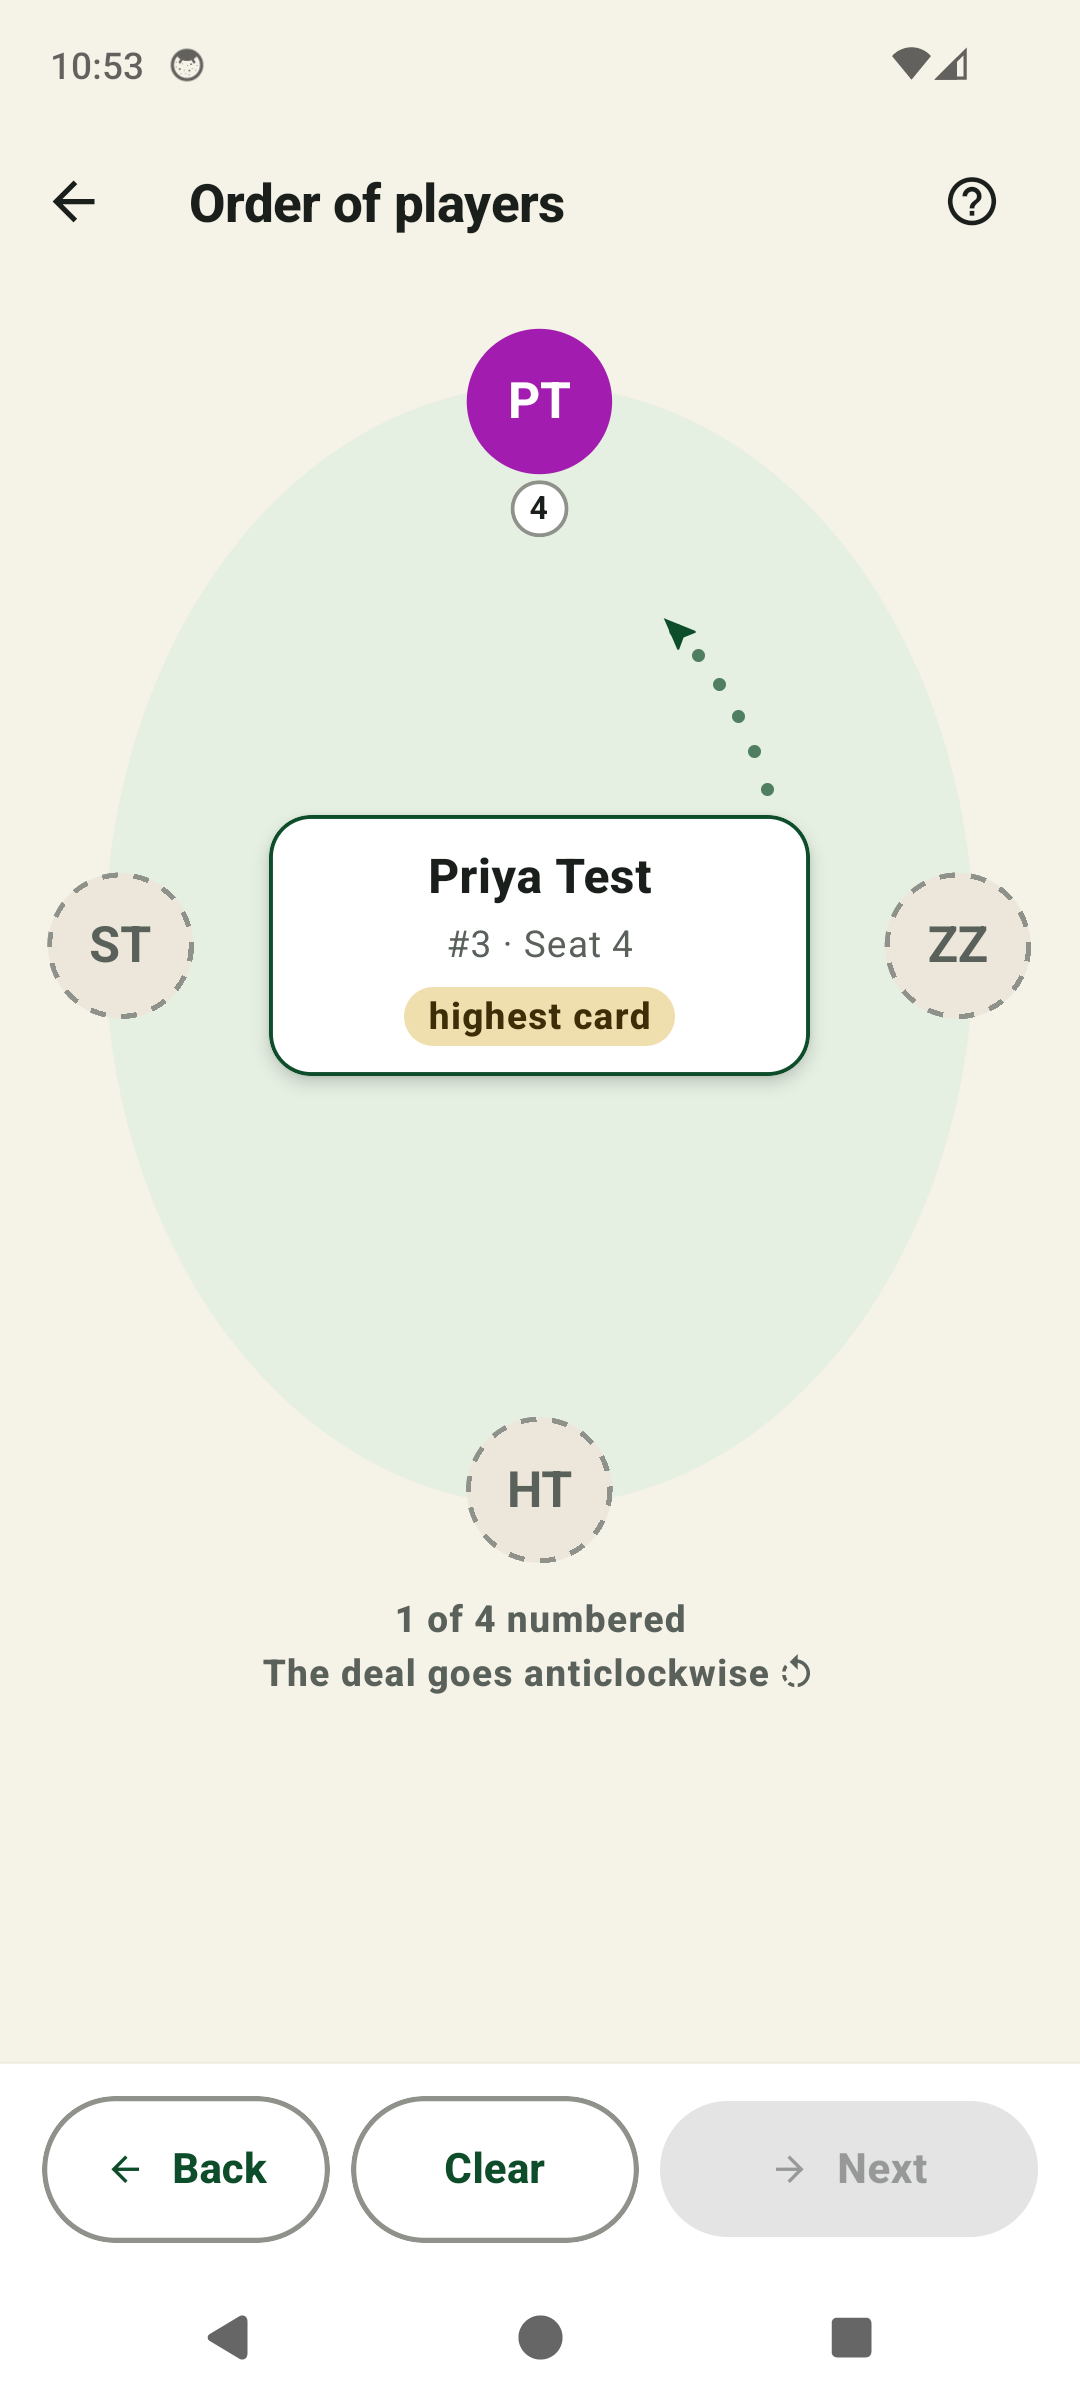 10:53
Order of players
PT
4
Priya Test
#3 · Seat 4
highest card
ST
ZZ
HT
1 of 4 numbered
The deal goes anticlockwise
Back
Clear
Next